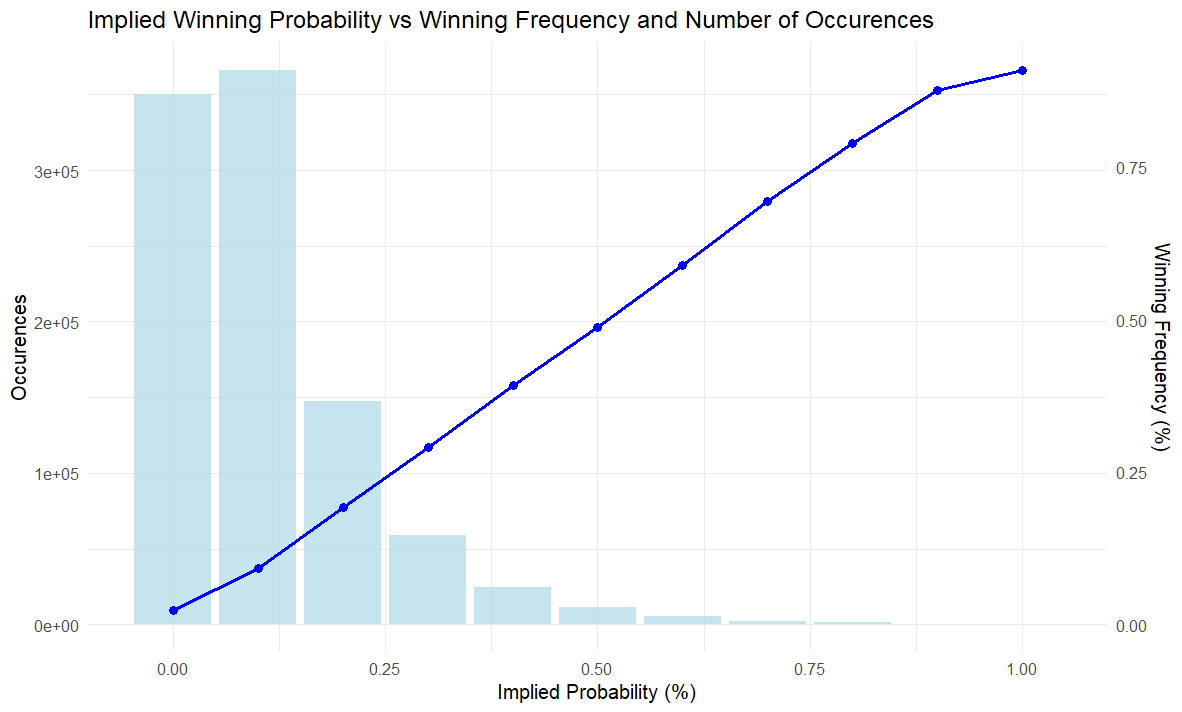 Implied Winning Probability vs Winning Frequency and Number of Occurences
Occurences
3e+05
2e+05
1e+05
0e+00
0.75
0.50
0.25
0.00
Winning Frequency (%)
0.00 0.25 0.50 0.75 1.00
Implied Probability (%)